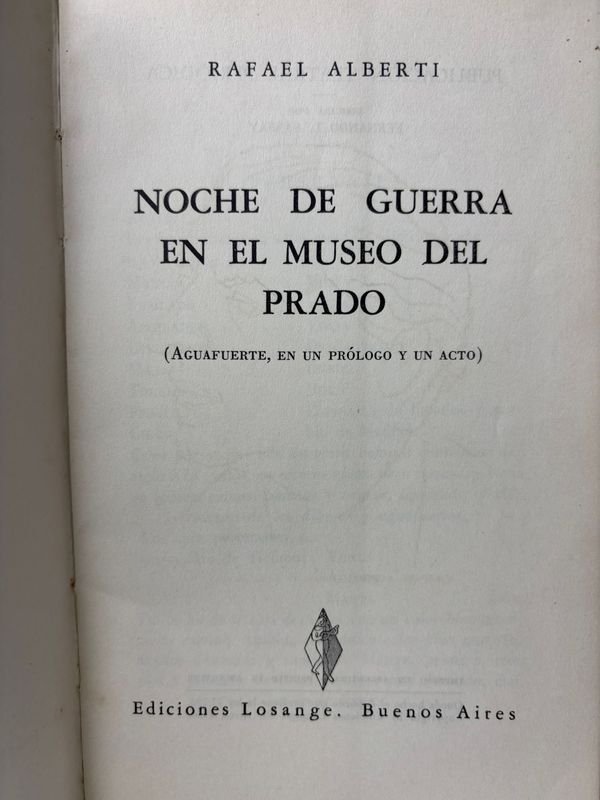 RAFAEL ALBERTI
NOCHE DE GUERRA
EN EL MUSEO DEL
PRADO
(Aguafuerte, en un prólogo y un acto)
Ediciones Losange. Buenos Aires